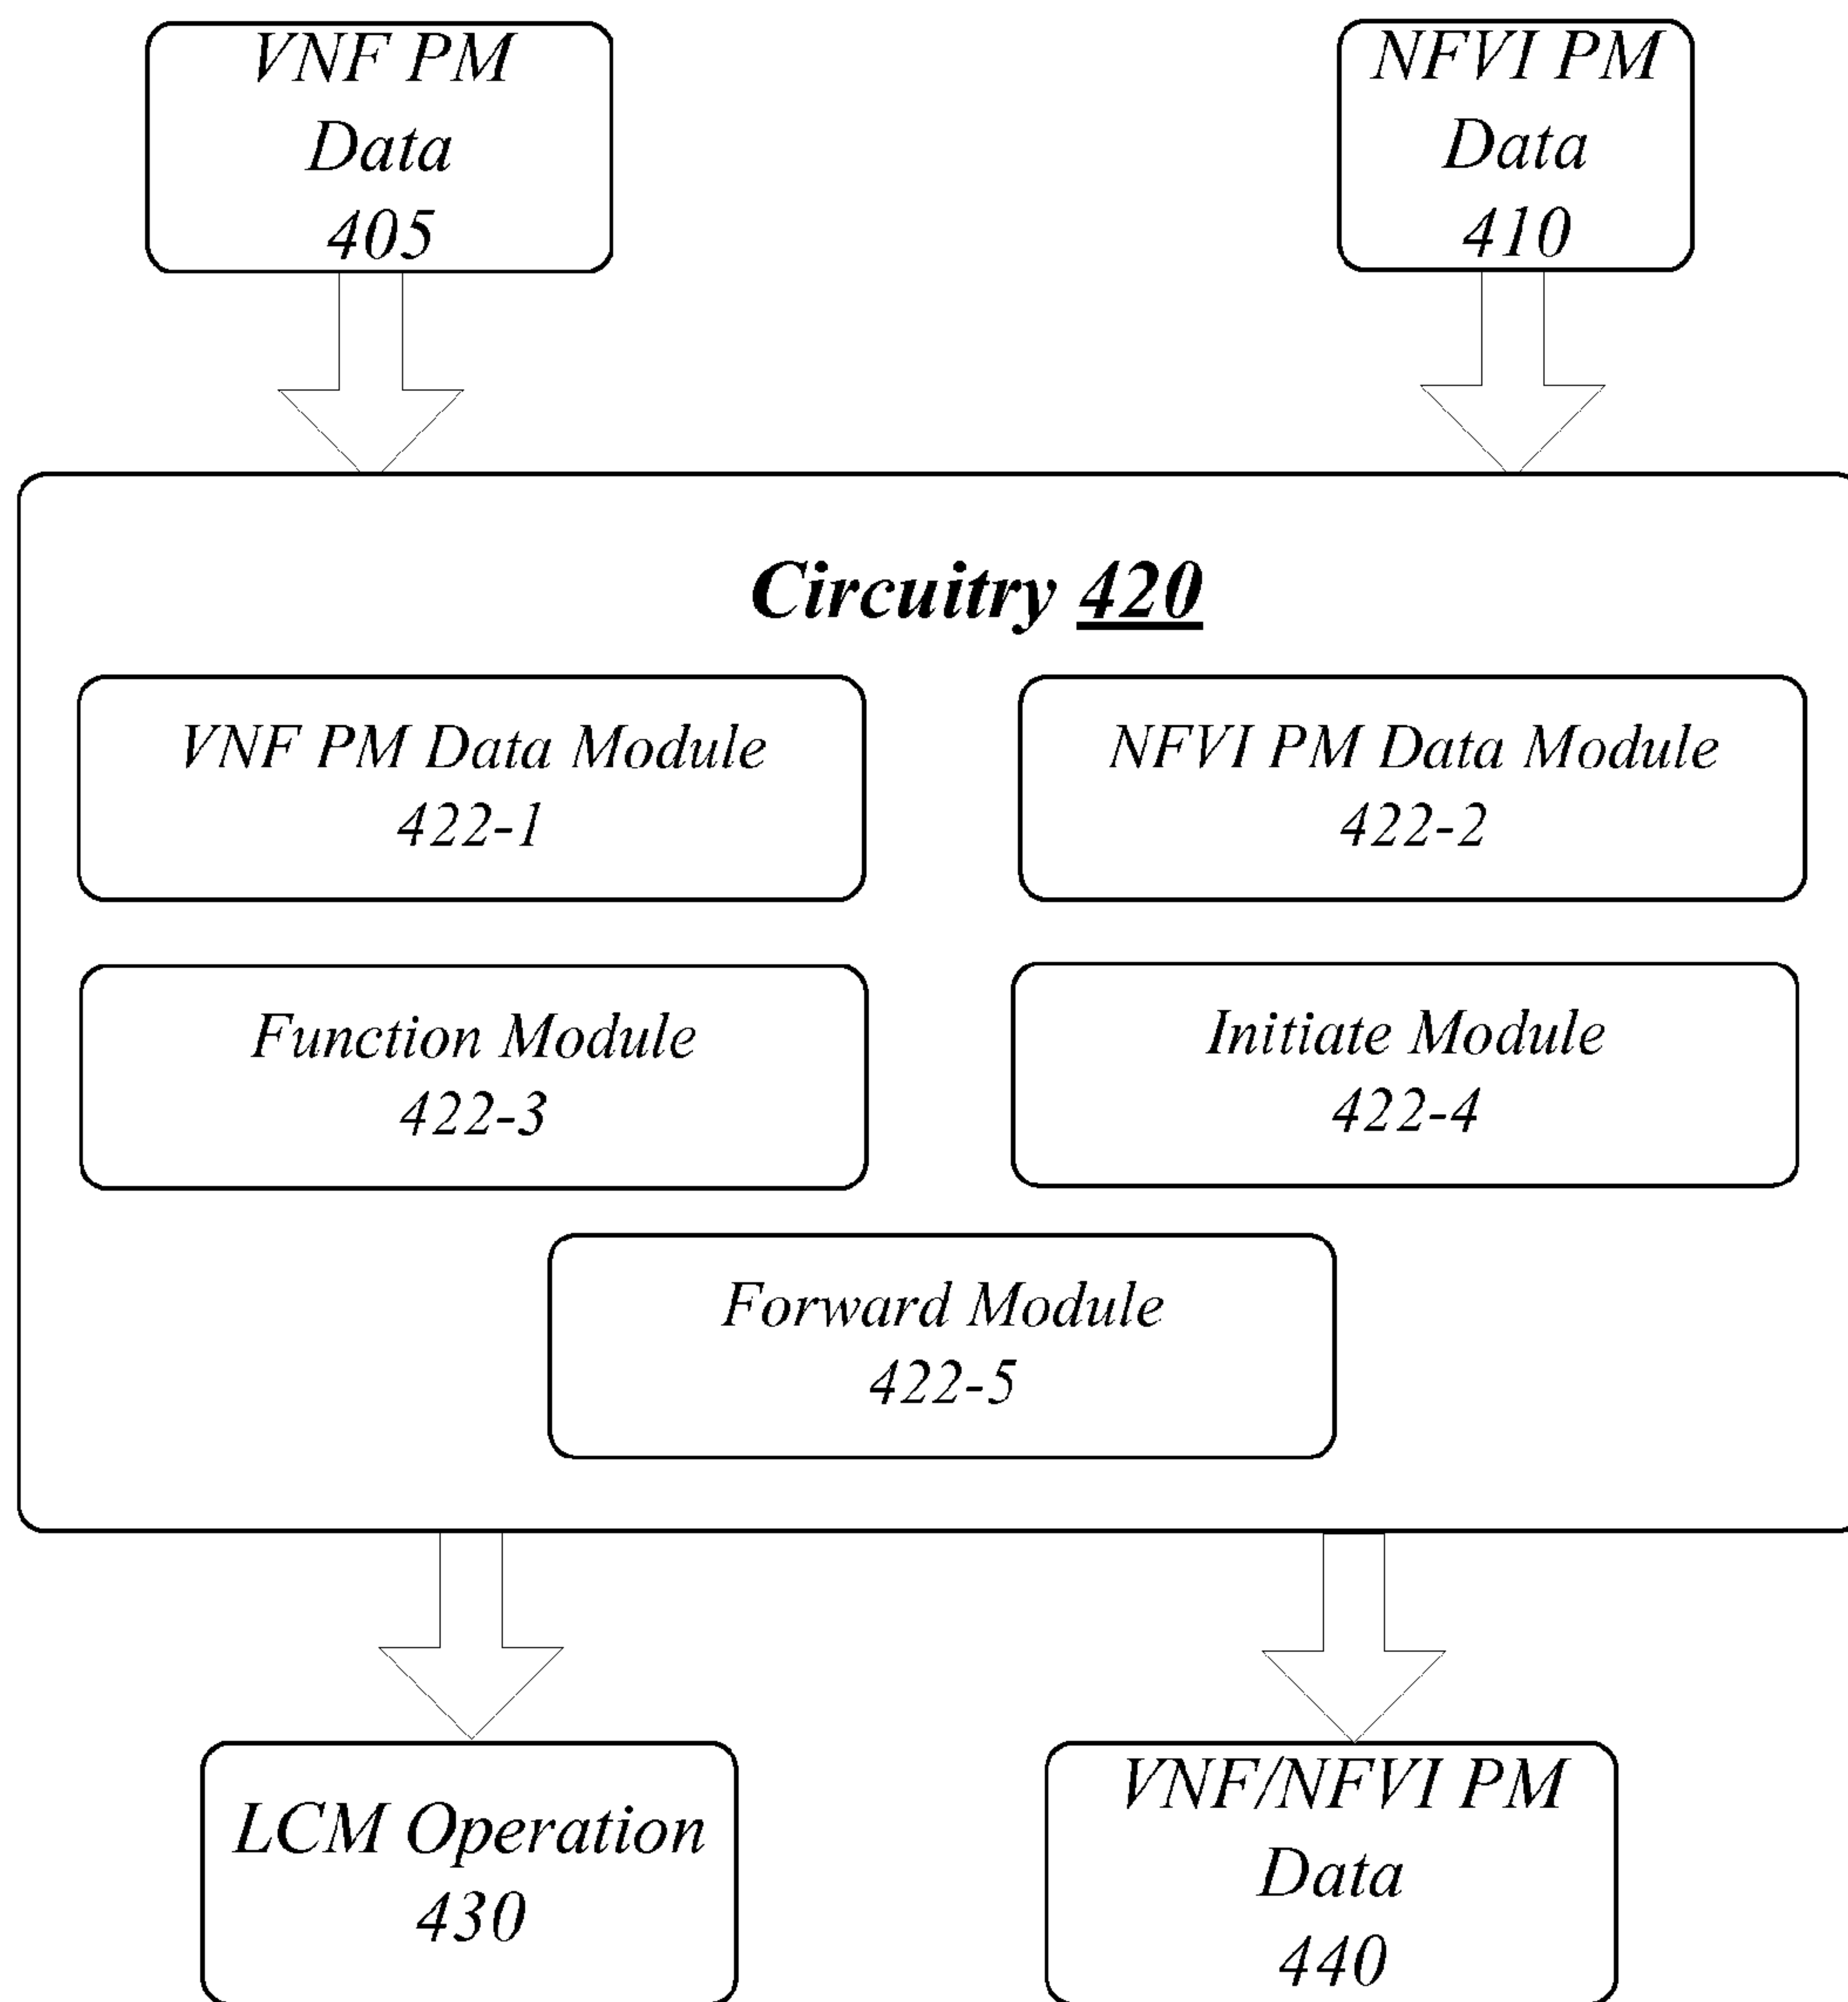 VNF PM
Data
405
NFVI PM
Data
410
Circuitry 420
VNF PM Data Module
422-1
NFVI PM Data Module
422-2
Function Module
422-3
Initiate Module
422-4
Forward Module
422-5
LCM Operation
430
VNF/NFVI PM
Data
440